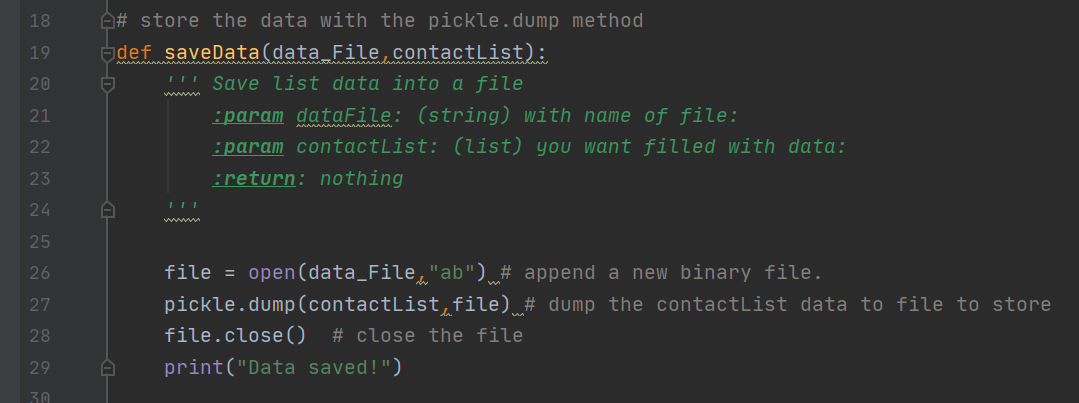 18 # store the data with the pickle.dump method
19 def saveData(data_File,contactList):
20     ''' Save list data into a file
21         :param dataFile: (string) with name of file:
22         :param contactList: (list) you want filled with data:
23         :return: nothing
24     '''
25
26     file = open(data_File,"ab") # append a new binary file.
27     pickle.dump(contactList,file) # dump the contactList data to file to store
28     file.close()  # close the file
29     print("Data saved!")
30